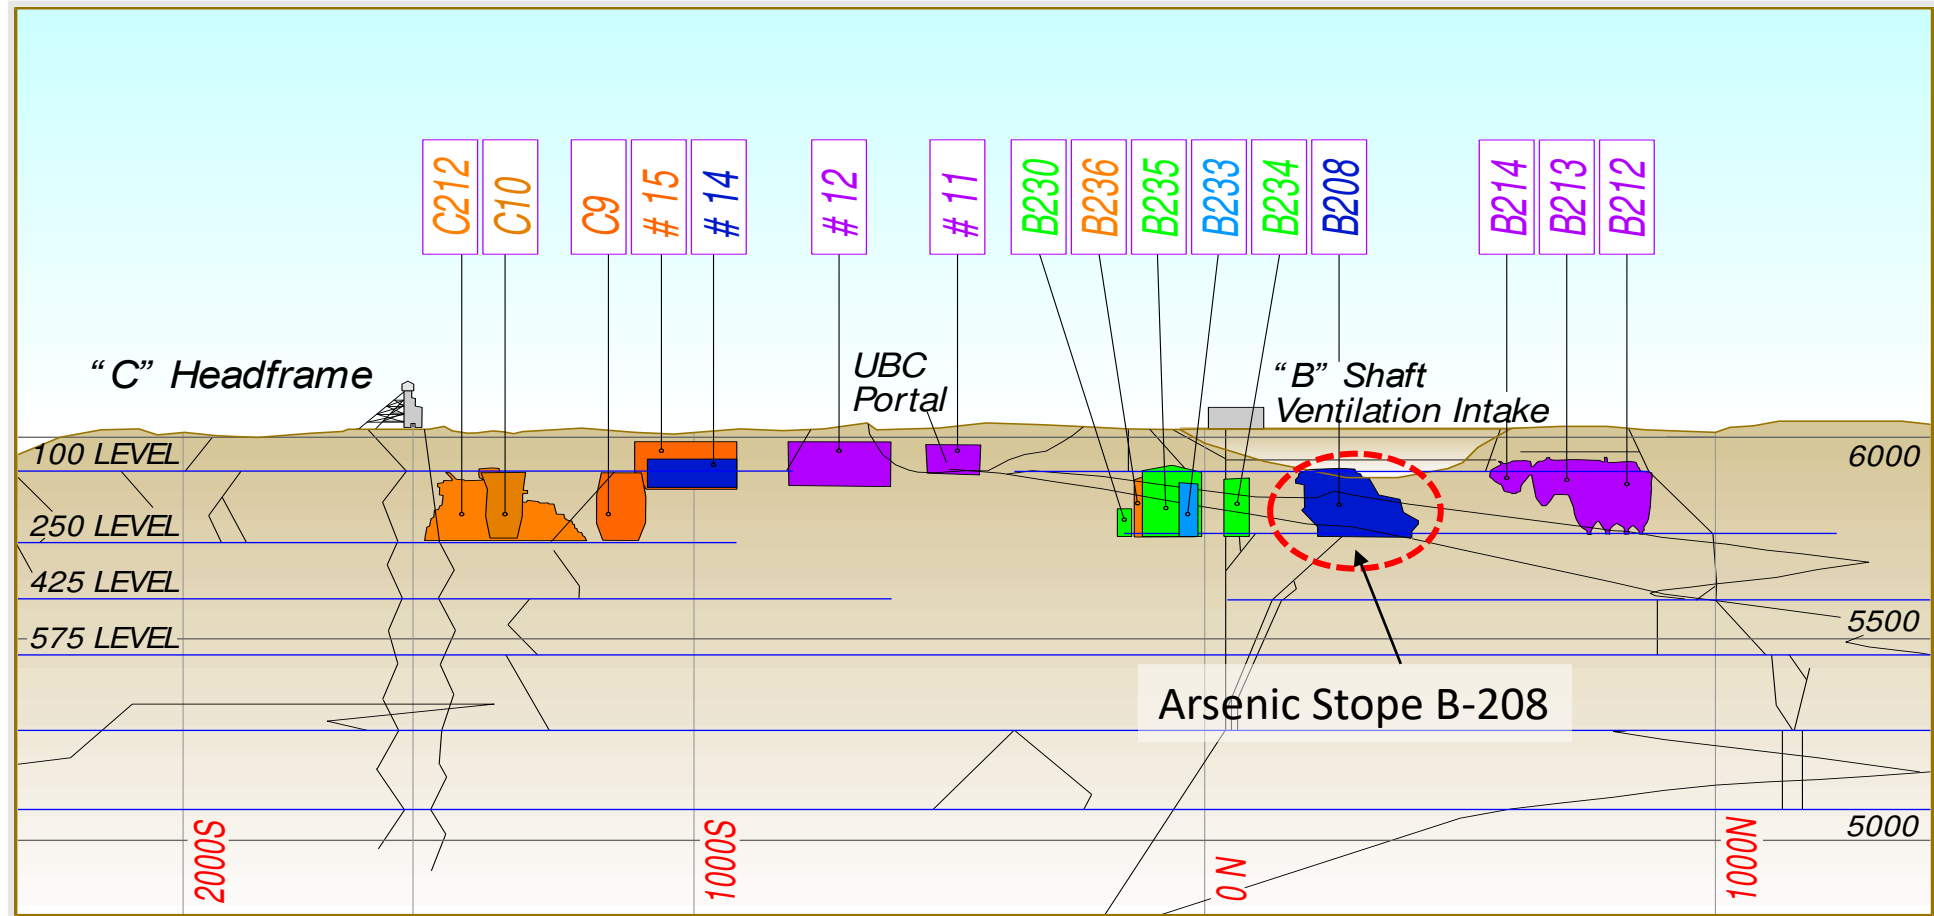 C212
C10
C9
# 15
# 14
# 12
# 11
B230
B236
B235
B233
B234
B208
B214
B213
B212
“C” Headframe
UBC
Portal
“B” Shaft
Ventilation Intake
100 LEVEL
6000
250 LEVEL
425 LEVEL
575 LEVEL
5500
Arsenic Stope B-208
5000
2000S
1000S
0 N
1000N